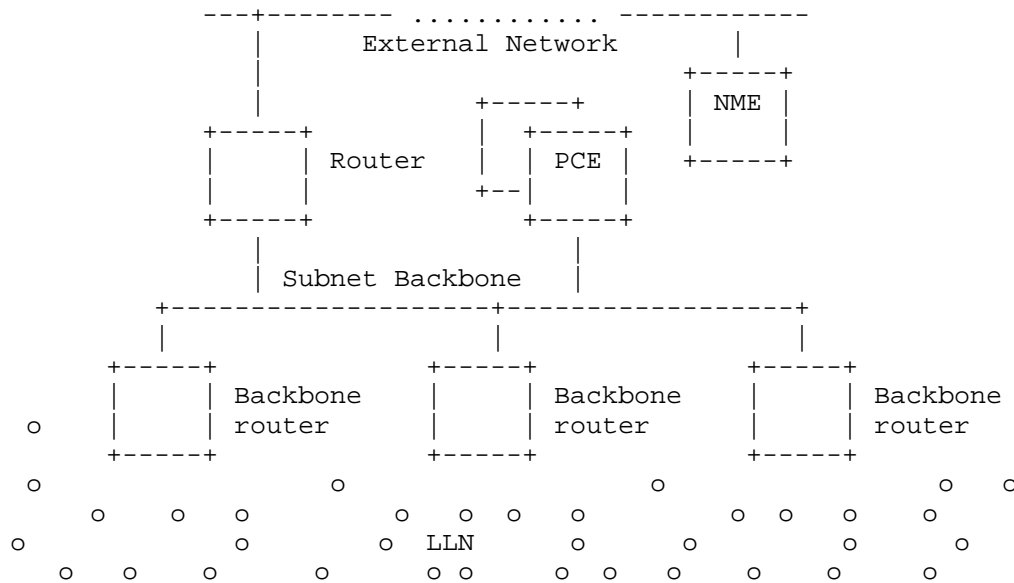 External Network
NME
Router
PCE
Subnet Backbone
Backbone Backbone Backbone
router router router
LLN